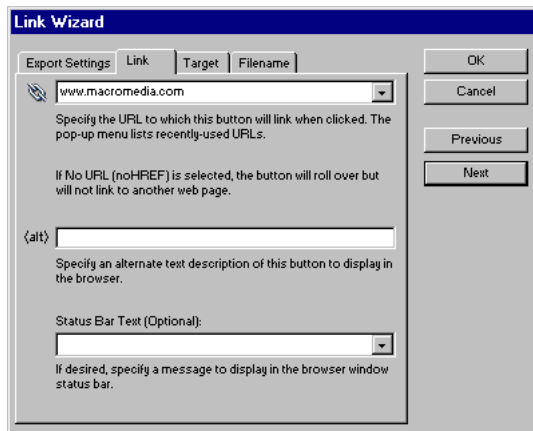 Link Wizard
Export Settings Link Target Filename
OK
www.macromedia.com
Cancel
Specify the URL to which this button will link when clicked. The
pop-up menu lists recently-used URLs.
Previous
If No URL (noHREF) is selected, the button will roll over but
will not link to another web page.
Next
⟨alt⟩
Specify an alternate text description of this button to display in
the browser.
Status Bar Text (Optional):
If desired, specify a message to display in the browser window
status bar.